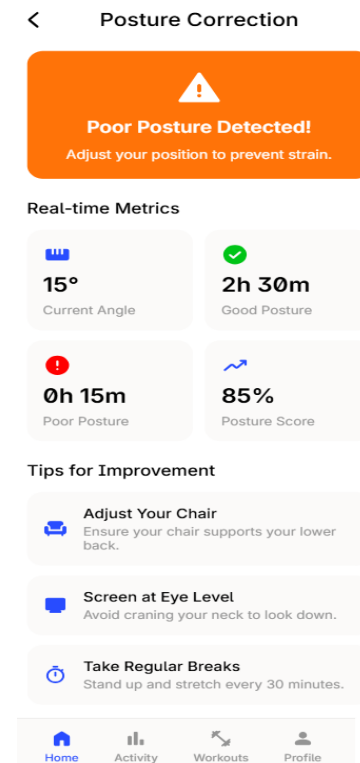 Posture Correction
Poor Posture Detected!
Adjust your position to prevent strain.
Real-time Metrics
15°
Current Angle
2h 30m
Good Posture
0h 15m
Poor Posture
85%
Posture Score
Tips for Improvement
Adjust Your Chair
Ensure your chair supports your lower
back.
Screen at Eye Level
Avoid craning your neck to look down.
Take Regular Breaks
Stand up and stretch every 30 minutes.
Home
Activity
Workouts
Profile